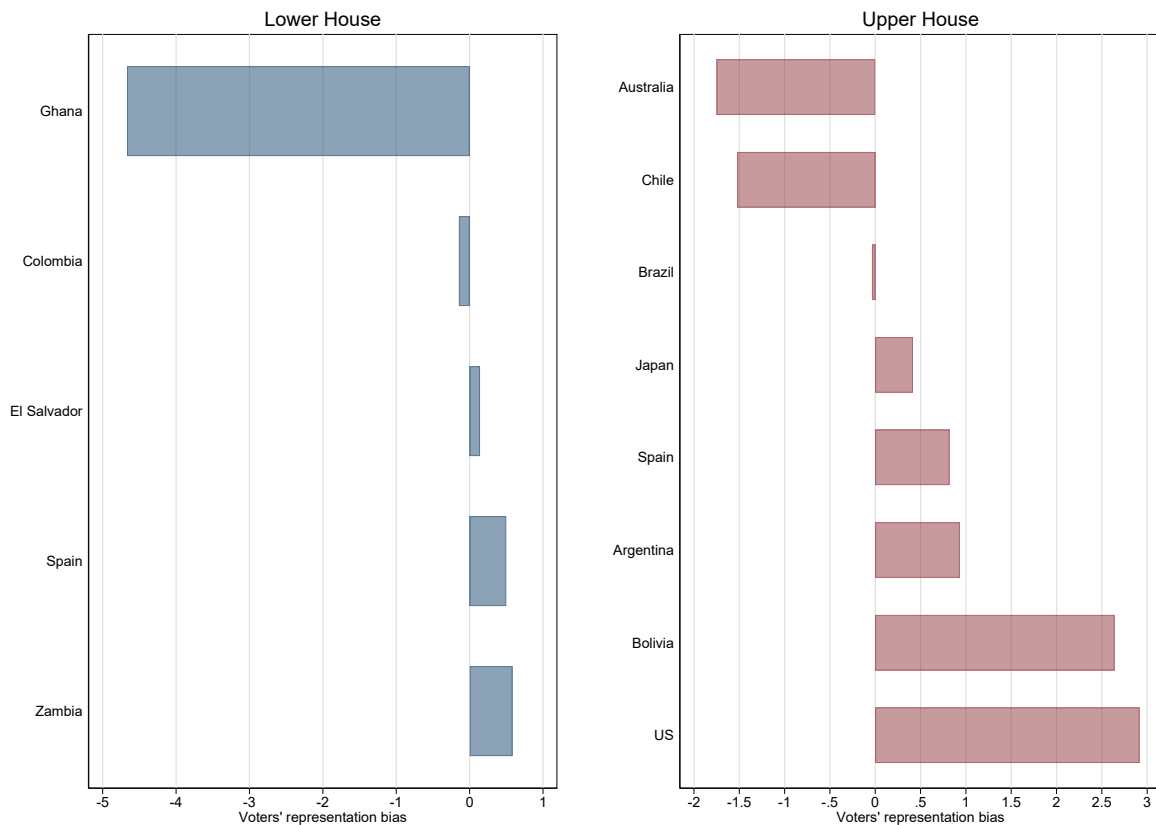 Lower House
Ghana
Colombia
El Salvador
Spain
Zambia
-5 -4 -3 -2 -1 0 1
Voters' representation bias
Upper House
Australia
Chile
Brazil
Japan
Spain
Argentina
Bolivia
US
-2 -1.5 -1 -.5 0 .5 1 1.5 2 2.5 3
Voters' representation bias